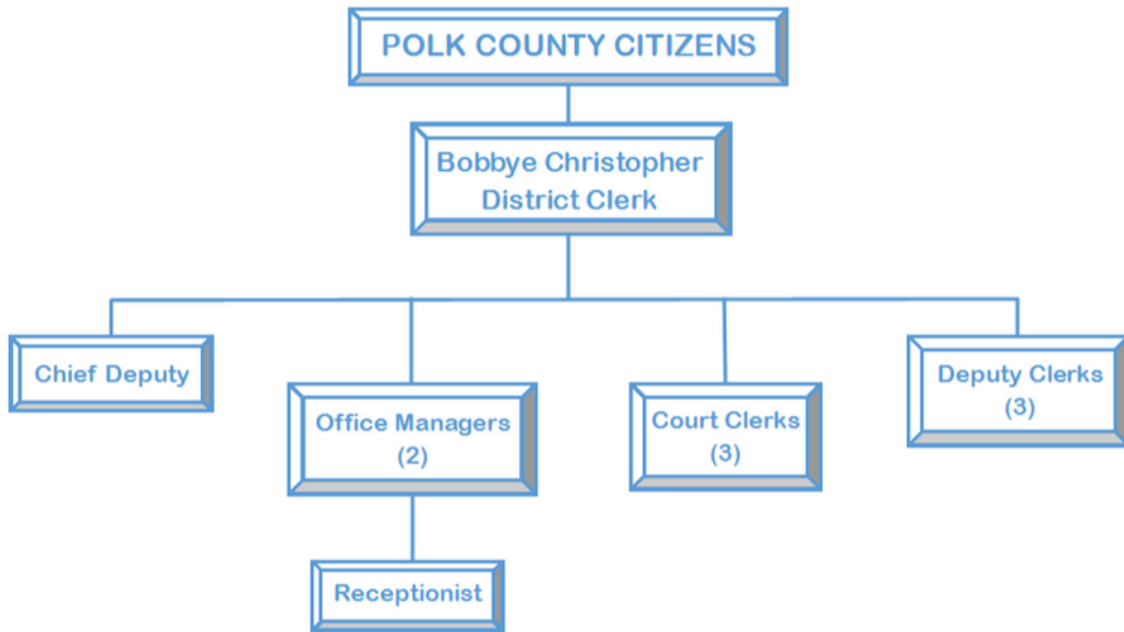 POLK COUNTY CITIZENS
Bobbye Christopher
District Clerk
Chief Deputy
Office Managers
(2)
Court Clerks
(3)
Deputy Clerks
(3)
Receptionist